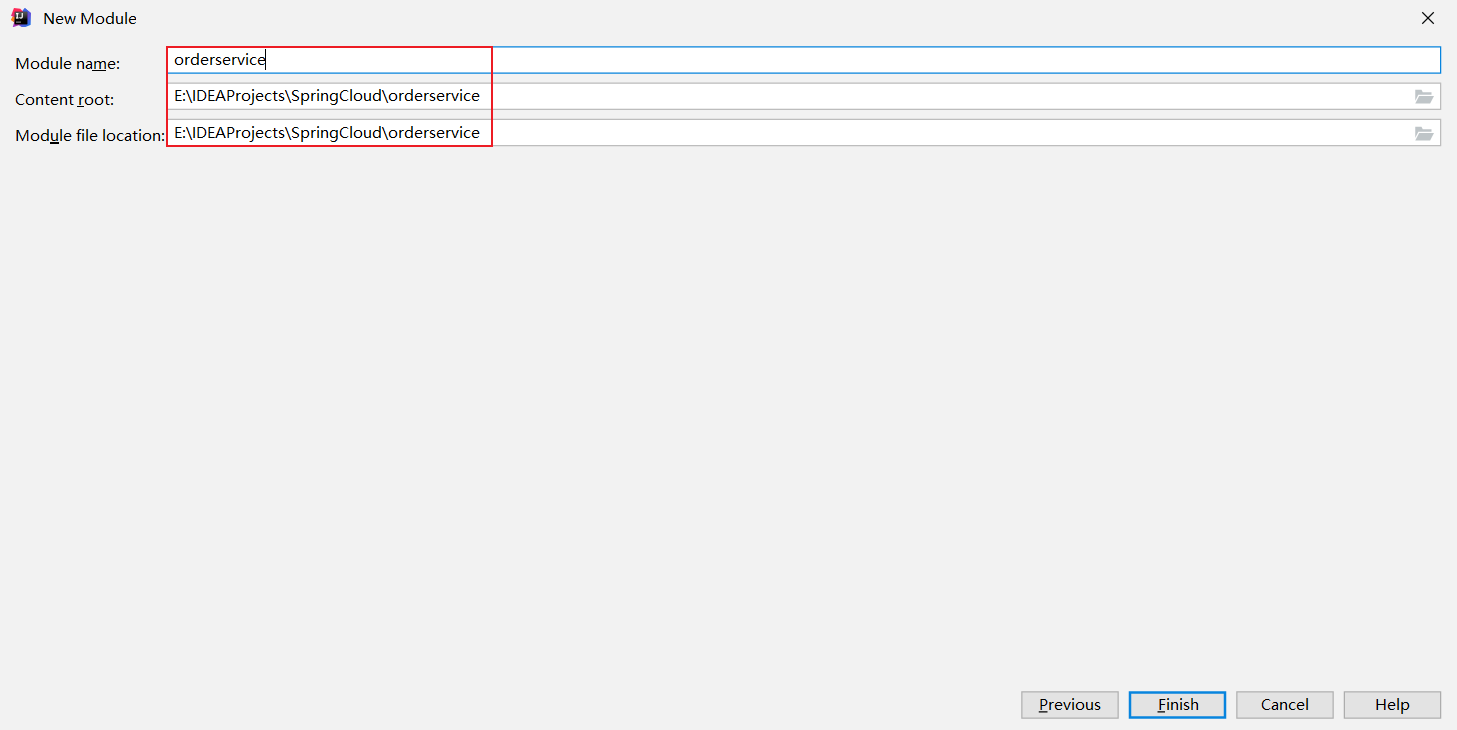 New Module
Module name: orderservice
Content root: E:\IDEAProjects\SpringCloud\orderservice
Module file location: E:\IDEAProjects\SpringCloud\orderservice
Previous Finish Cancel Help